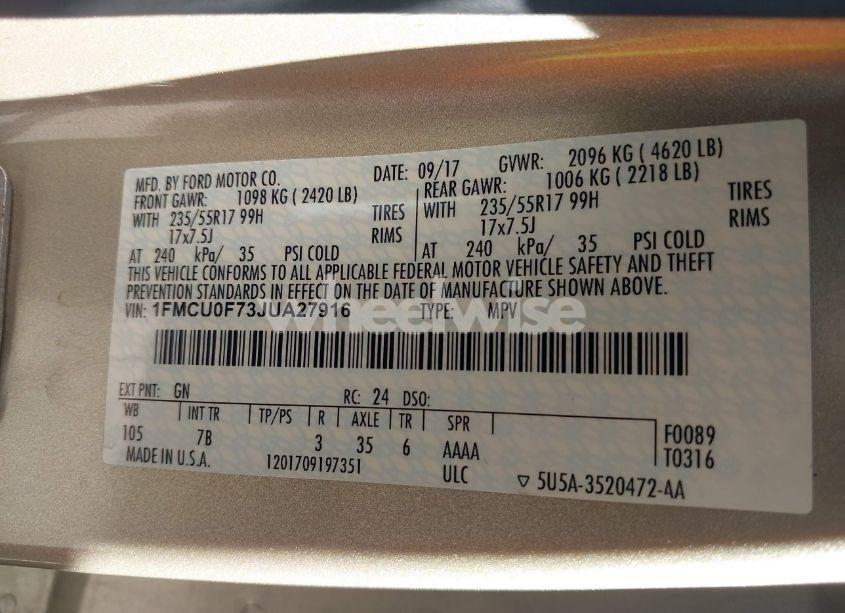 MFD. BY FORD MOTOR CO. DATE: 09/17 GVWR: 2096 KG ( 4620 LB)
FRONT GAWR: 1098 KG ( 2420 LB) REAR GAWR: 1006 KG ( 2218 LB)
WITH 235/55R17 99H TIRES WITH 235/55R17 99H TIRES
17x7.5J RIMS 17x7.5J RIMS
AT 240 kPa/ 35 PSI COLD AT 240 kPa/ 35 PSI COLD
THIS VEHICLE CONFORMS TO ALL APPLICABLE FEDERAL MOTOR VEHICLE SAFETY AND THEFT
PREVENTION STANDARDS IN EFFECT ON THE DATE OF MANUFACTURE SHOWN ABOVE.
VIN: 1FMCU0F73JUA27916 TYPE: MPV
wheelwise
EXT PNT: GN RC: 24 DSO:
WB INT TR TP/PS R AXLE TR SPR
105 7B 3 35 6 AAAA F0089
MADE IN U.S.A. 1201709197351 ULC T0316
▽ 5U5A-3520472-AA